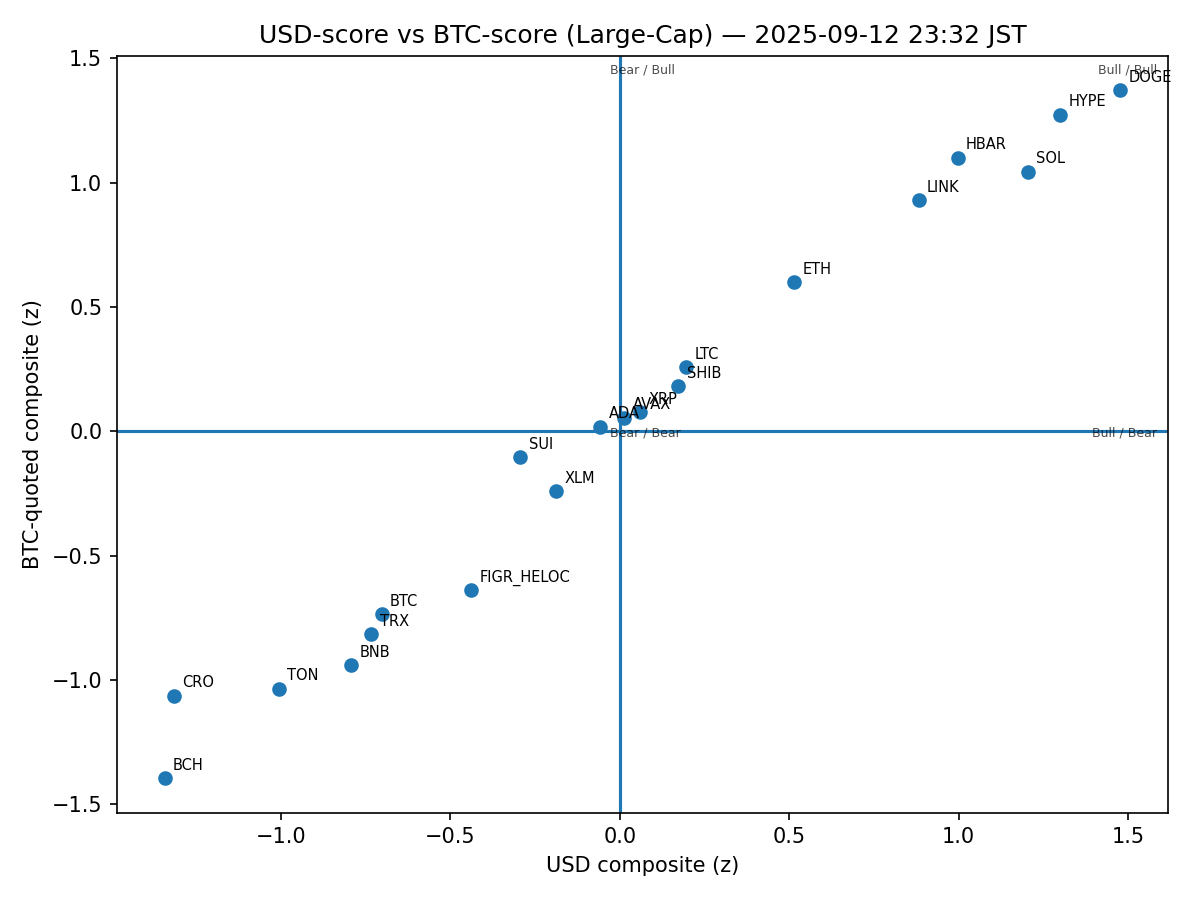 USD-score vs BTC-score (Large-Cap) — 2025-09-12 23:32 JST
1.5
Bear / Bull
Bull / Bull
DOGE
HYPE
HBAR
SOL
1.0
LINK
ETH
0.5
LTC
SHIB
XRP
AVAX
ADA
0.0
Bear / Bear
Bull / Bear
SUI
XLM
−0.5
FIGR_HELOC
BTC
TRX
BNB
TON
−1.0
CRO
BCH
−1.5
BTC-quoted composite (z)
−1.0
−0.5
0.0
0.5
1.0
1.5
USD composite (z)